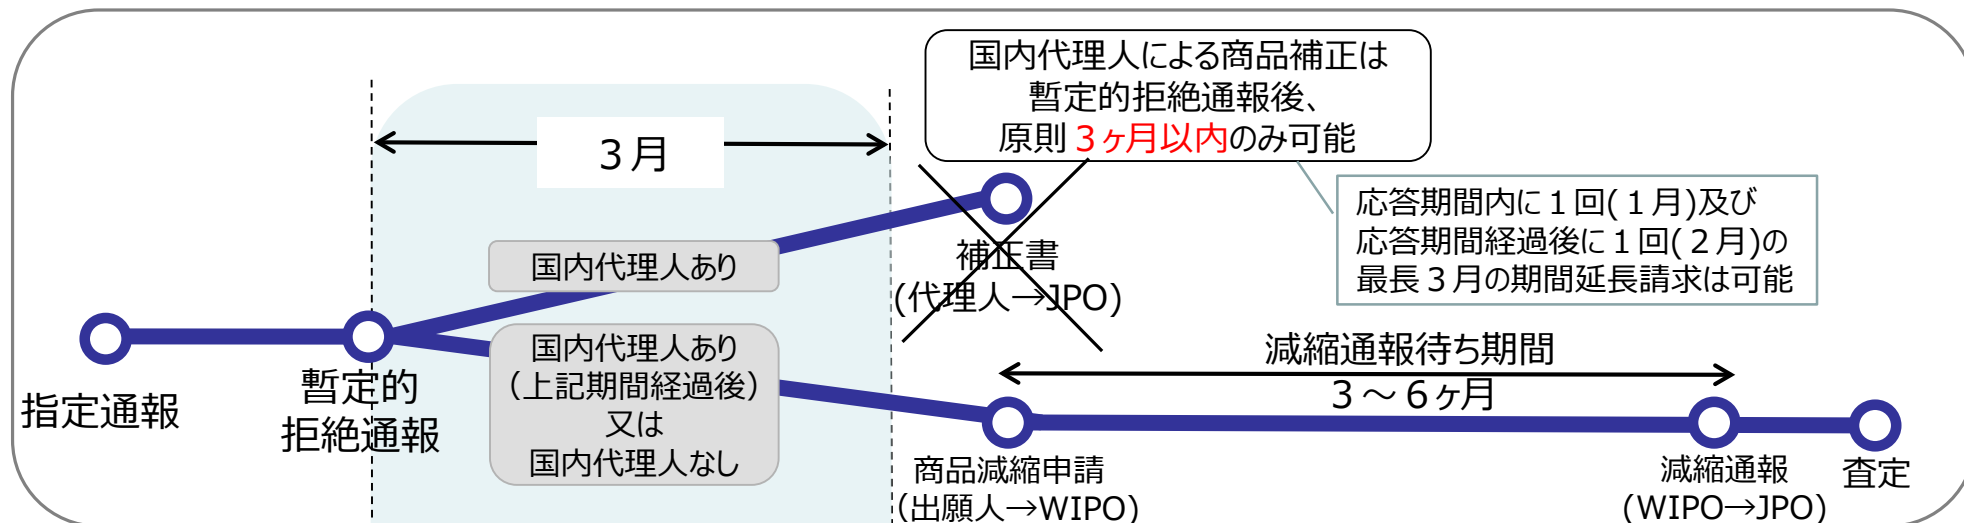 国内代理人による商品補正は
暫定的拒絶通報後、
原則３ヶ月以内のみ可能
３月
応答期間内に１回(１月)及び
応答期間経過後に１回(２月)の
最長３月の期間延長請求は可能
国内代理人あり
補正書
(代理人→JPO)
国内代理人あり
（上記期間経過後）
又は
国内代理人なし
指定通報
暫定的
拒絶通報
減縮通報待ち期間
３～６ヶ月
商品減縮申請
(出願人→WIPO)
減縮通報
(WIPO→JPO)
査定